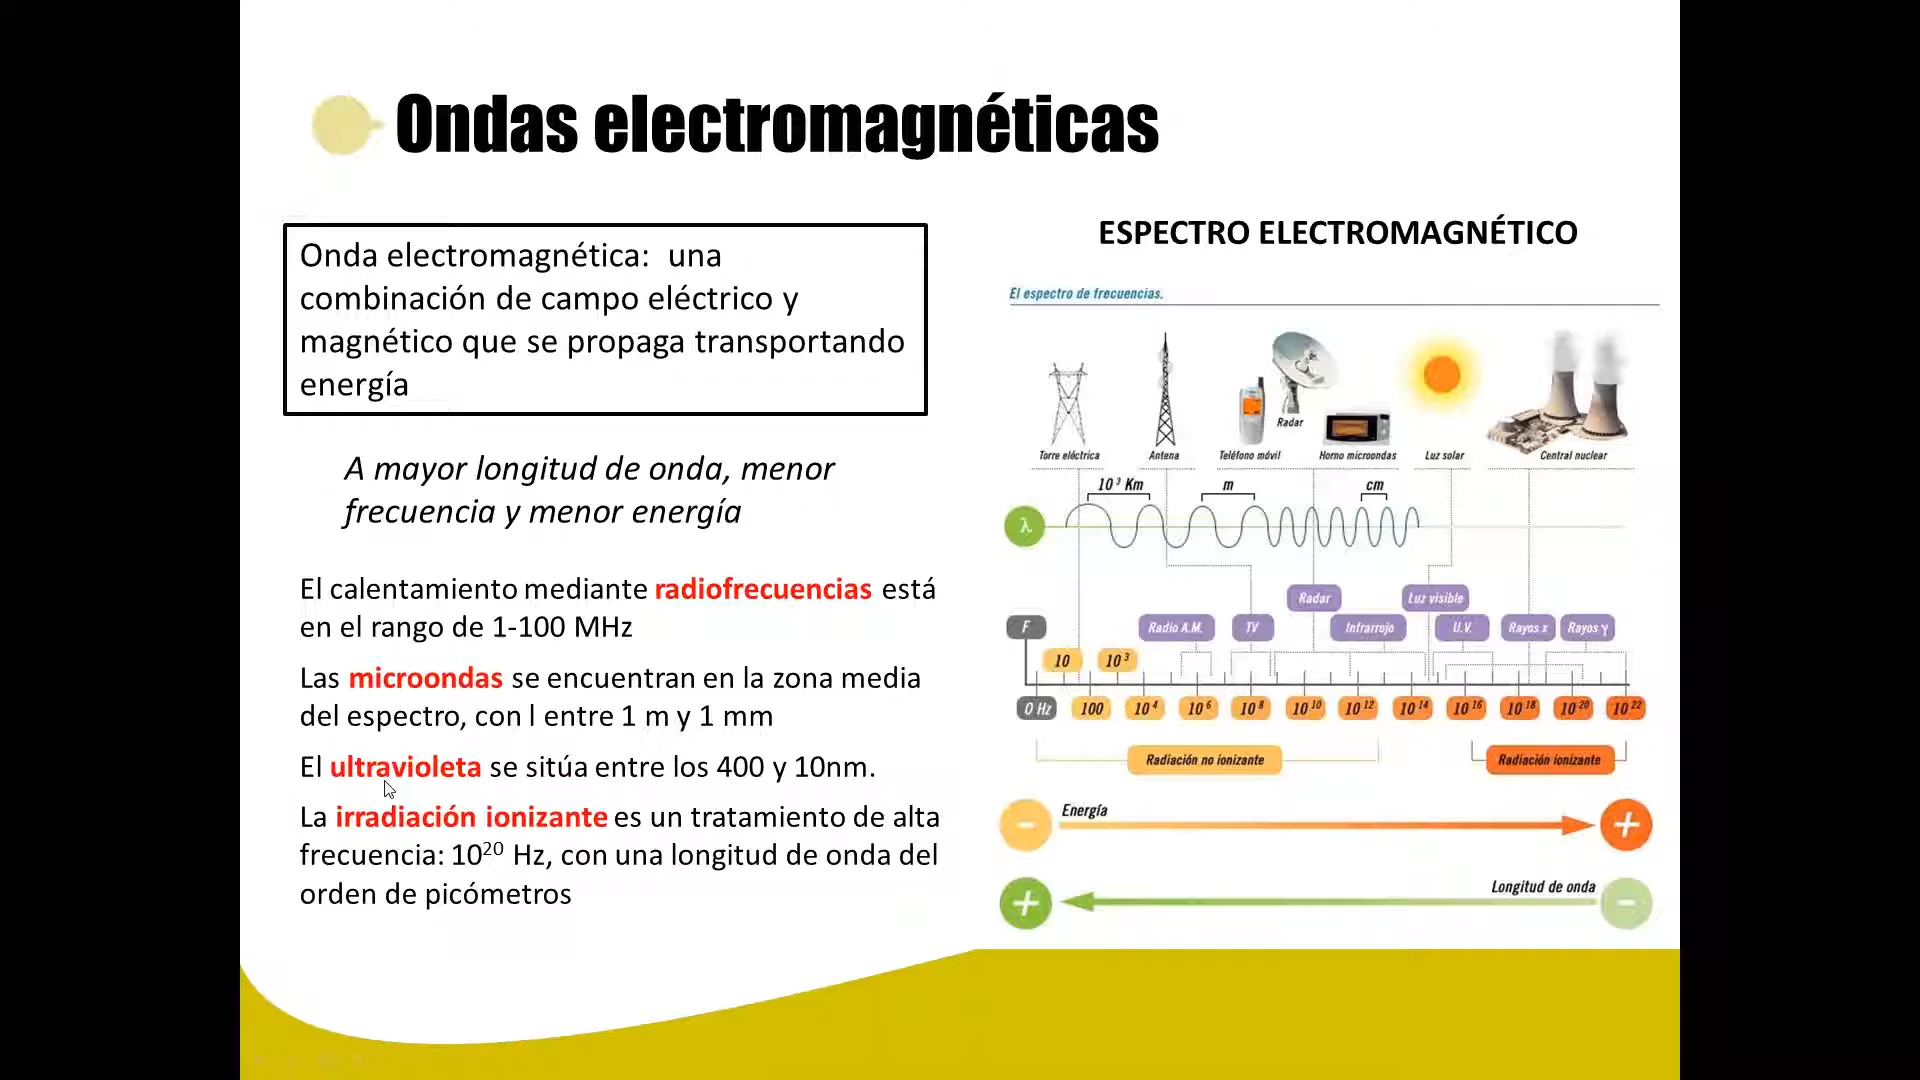 Ondas electromagnéticas
Onda electromagnética:  una
combinación de campo eléctrico y
magnético que se propaga transportando
energía
A mayor longitud de onda, menor
frecuencia y menor energía
El calentamiento mediante radiofrecuencias está
en el rango de 1-100 MHz
Las microondas se encuentran en la zona media
del espectro, con l entre 1 m y 1 mm
El ultravioleta se sitúa entre los 400 y 10nm.
La irradiación ionizante es un tratamiento de alta
frecuencia: 10²⁰ Hz, con una longitud de onda del
orden de picómetros
ESPECTRO ELECTROMAGNÉTICO
El espectro de frecuencias.
Radar
Torre eléctrica Antena Teléfono móvil Horno microondas Luz solar Central nuclear
10³ Km m cm
λ
Radar Luz visible
F Radio A.M. TV Infrarrojo U.V. Rayos x Rayos γ
10 10³
0 Hz 100 10⁴ 10⁶ 10⁸ 10¹⁰ 10¹² 10¹⁴ 10¹⁶ 10¹⁸ 10²⁰ 10²²
Radiación no ionizante Radiación ionizante
Energía
- +
Longitud de onda
+ -